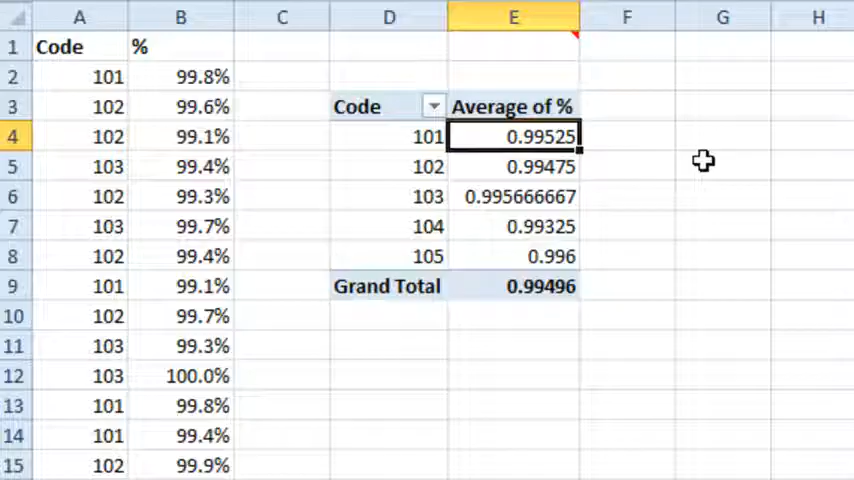 A B C D E F G H
1 Code %
2 101 99.8%
3 102 99.6% Code Average of %
4 102 99.1% 101 0.99525
5 103 99.4% 102 0.99475
6 102 99.3% 103 0.995666667
7 103 99.7% 104 0.99325
8 102 99.4% 105 0.996
9 101 99.1% Grand Total 0.99496
10 102 99.7%
11 103 99.3%
12 103 100.0%
13 101 99.8%
14 101 99.4%
15 102 99.9%